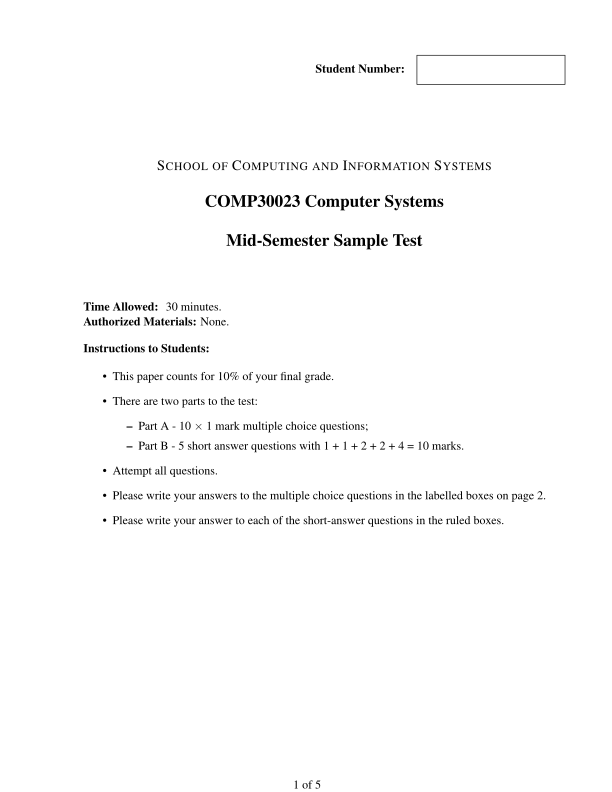 Student Number:
SCHOOL OF COMPUTING AND INFORMATION SYSTEMS
COMP30023 Computer Systems
Mid-Semester Sample Test
Time Allowed: 30 minutes.
Authorized Materials: None.
Instructions to Students:
• This paper counts for 10% of your final grade.
• There are two parts to the test:
– Part A - 10 × 1 mark multiple choice questions;
– Part B - 5 short answer questions with 1 + 1 + 2 + 2 + 4 = 10 marks.
• Attempt all questions.
• Please write your answers to the multiple choice questions in the labelled boxes on page 2.
• Please write your answer to each of the short-answer questions in the ruled boxes.
1 of 5